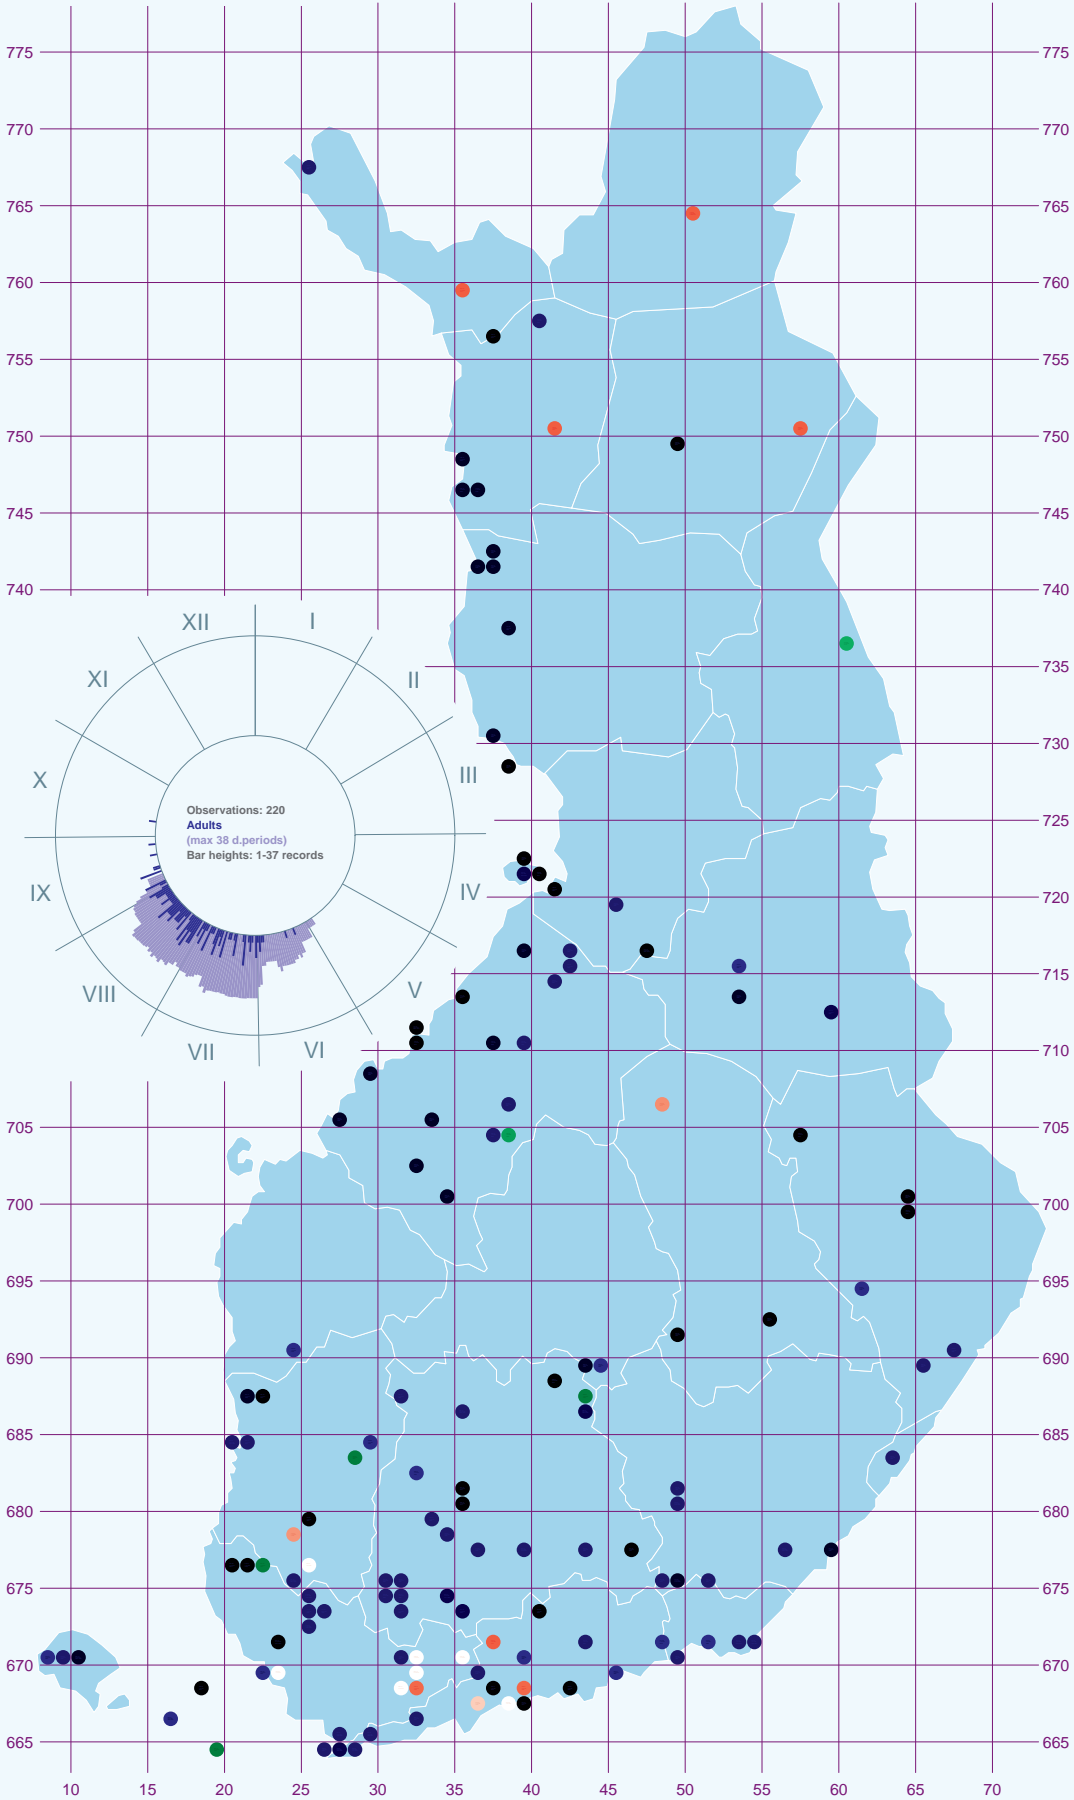 775 775
770 770
765 765
760 760
755 755
750 750
745 745
740 740
XII I
XI II
735
730
X III
Observations: 220
Adults
(max 38 d.periods)
Bar heights: 1-37 records
725
IX IV
720
VIII V
715
VII VI
710
705 705
700 700
695 695
690 690
685 685
680 680
675 675
670 670
665 665
10 15 20 25 30 35 40 45 50 55 60 65 70